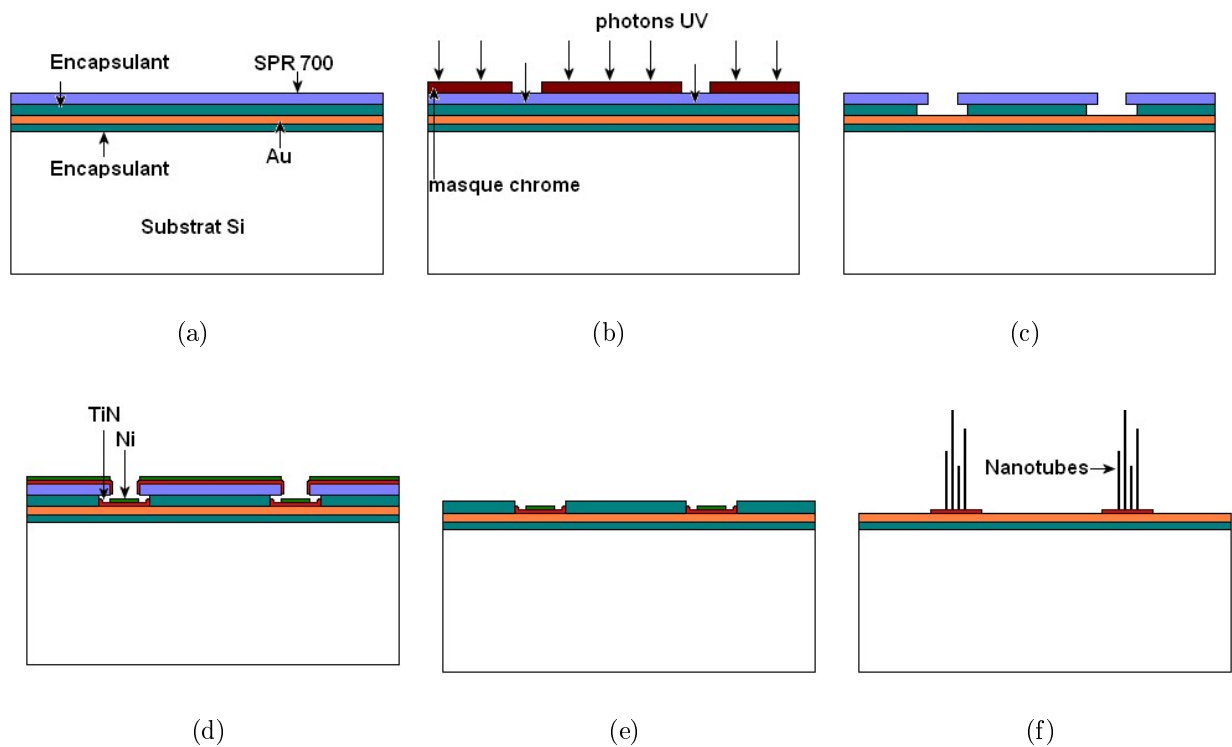 Encapsulant
SPR 700
Encapsulant
Au
Substrat Si
(a)
photons UV
masque chrome
(b)
(c)
TiN
Ni
(d)
(e)
Nanotubes
(f)